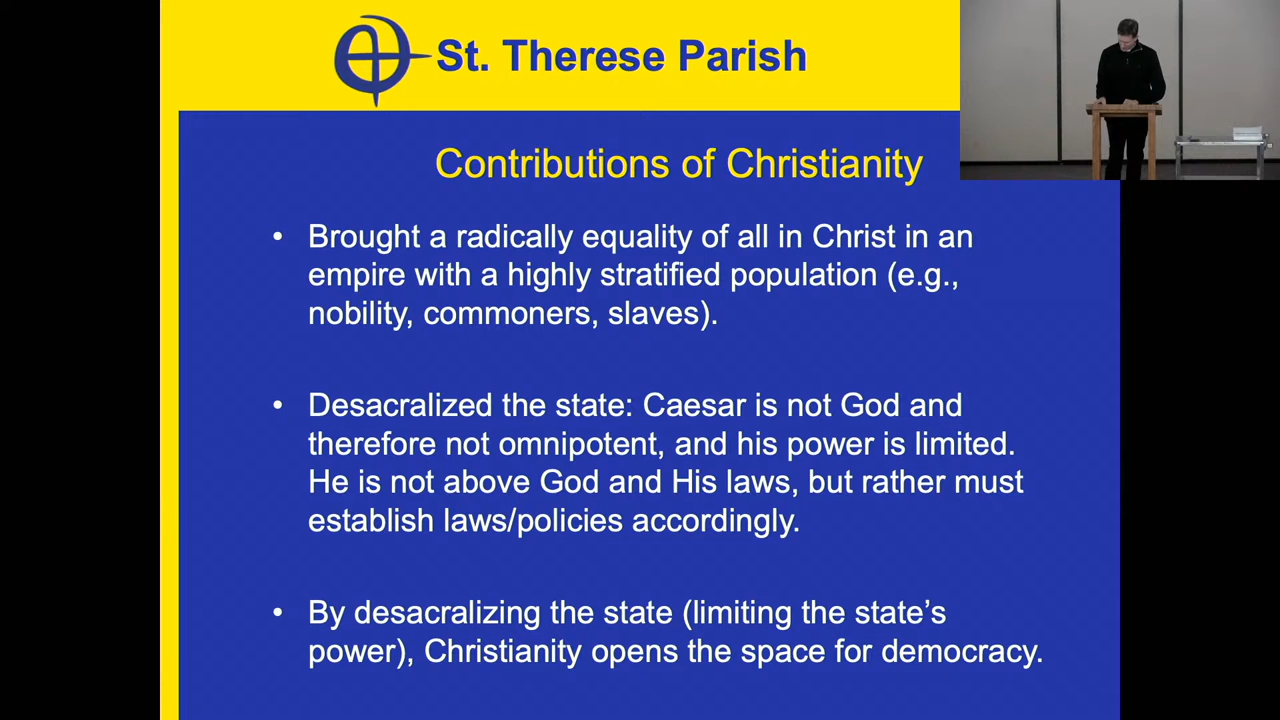 St. Therese Parish
Contributions of Christianity
• Brought a radically equality of all in Christ in an
empire with a highly stratified population (e.g.,
nobility, commoners, slaves).
• Desacralized the state: Caesar is not God and
therefore not omnipotent, and his power is limited.
He is not above God and His laws, but rather must
establish laws/policies accordingly.
• By desacralizing the state (limiting the state’s
power), Christianity opens the space for democracy.